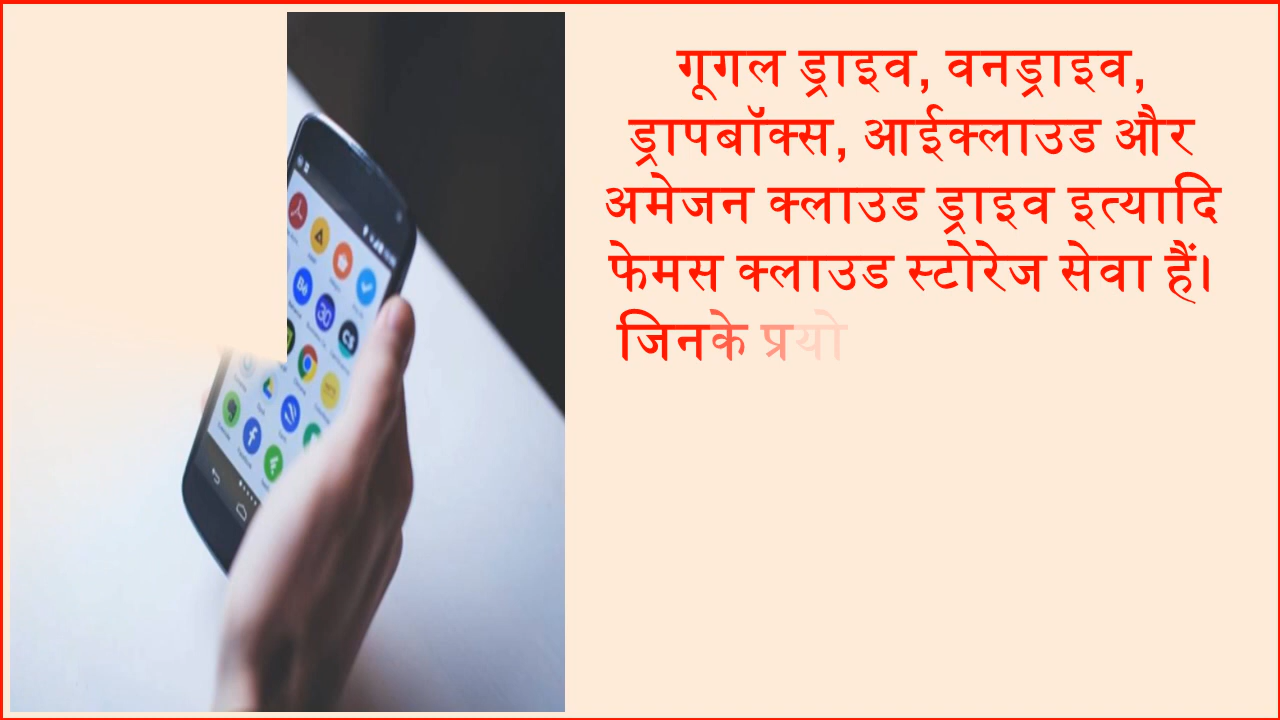 गूगल ड्राइव, वनड्राइव,
ड्रापबॉक्स, आईक्लाउड और
अमेजन क्लाउड ड्राइव इत्यादि
फेमस क्लाउड स्टोरेज सेवा हैं।
जिनके प्रयो